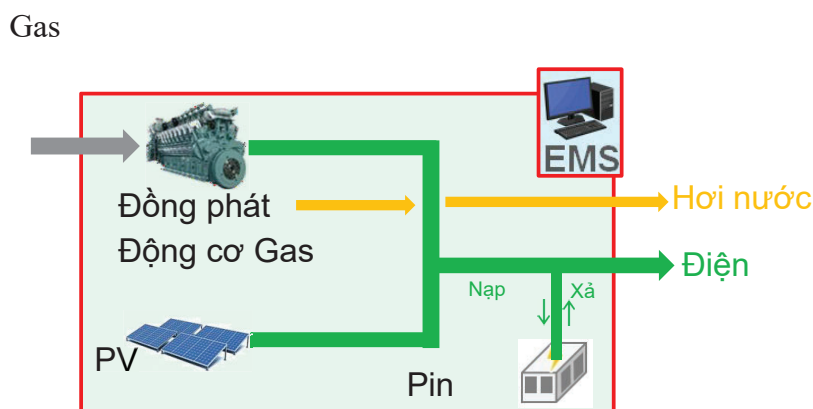 Gas
EMS
Đồng phát
Động cơ Gas
Hơi nước
Điện
Nạp
Xả
PV
Pin